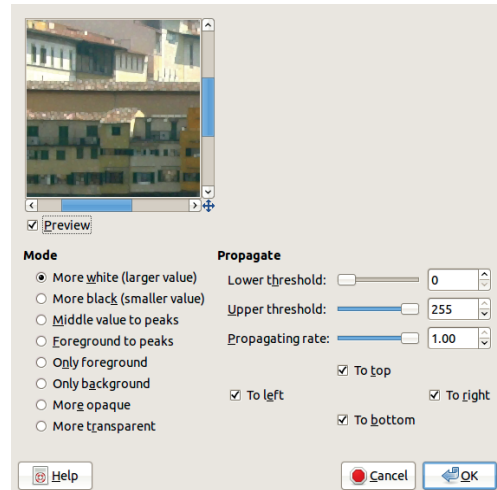 Preview
Mode
More white (larger value)
More black (smaller value)
Middle value to peaks
Foreground to peaks
Only foreground
Only background
More opaque
More transparent
Propagate
Lower threshold: 0
Upper threshold: 255
Propagating rate: 1.00
To top
To left To right
To bottom
Help Cancel OK